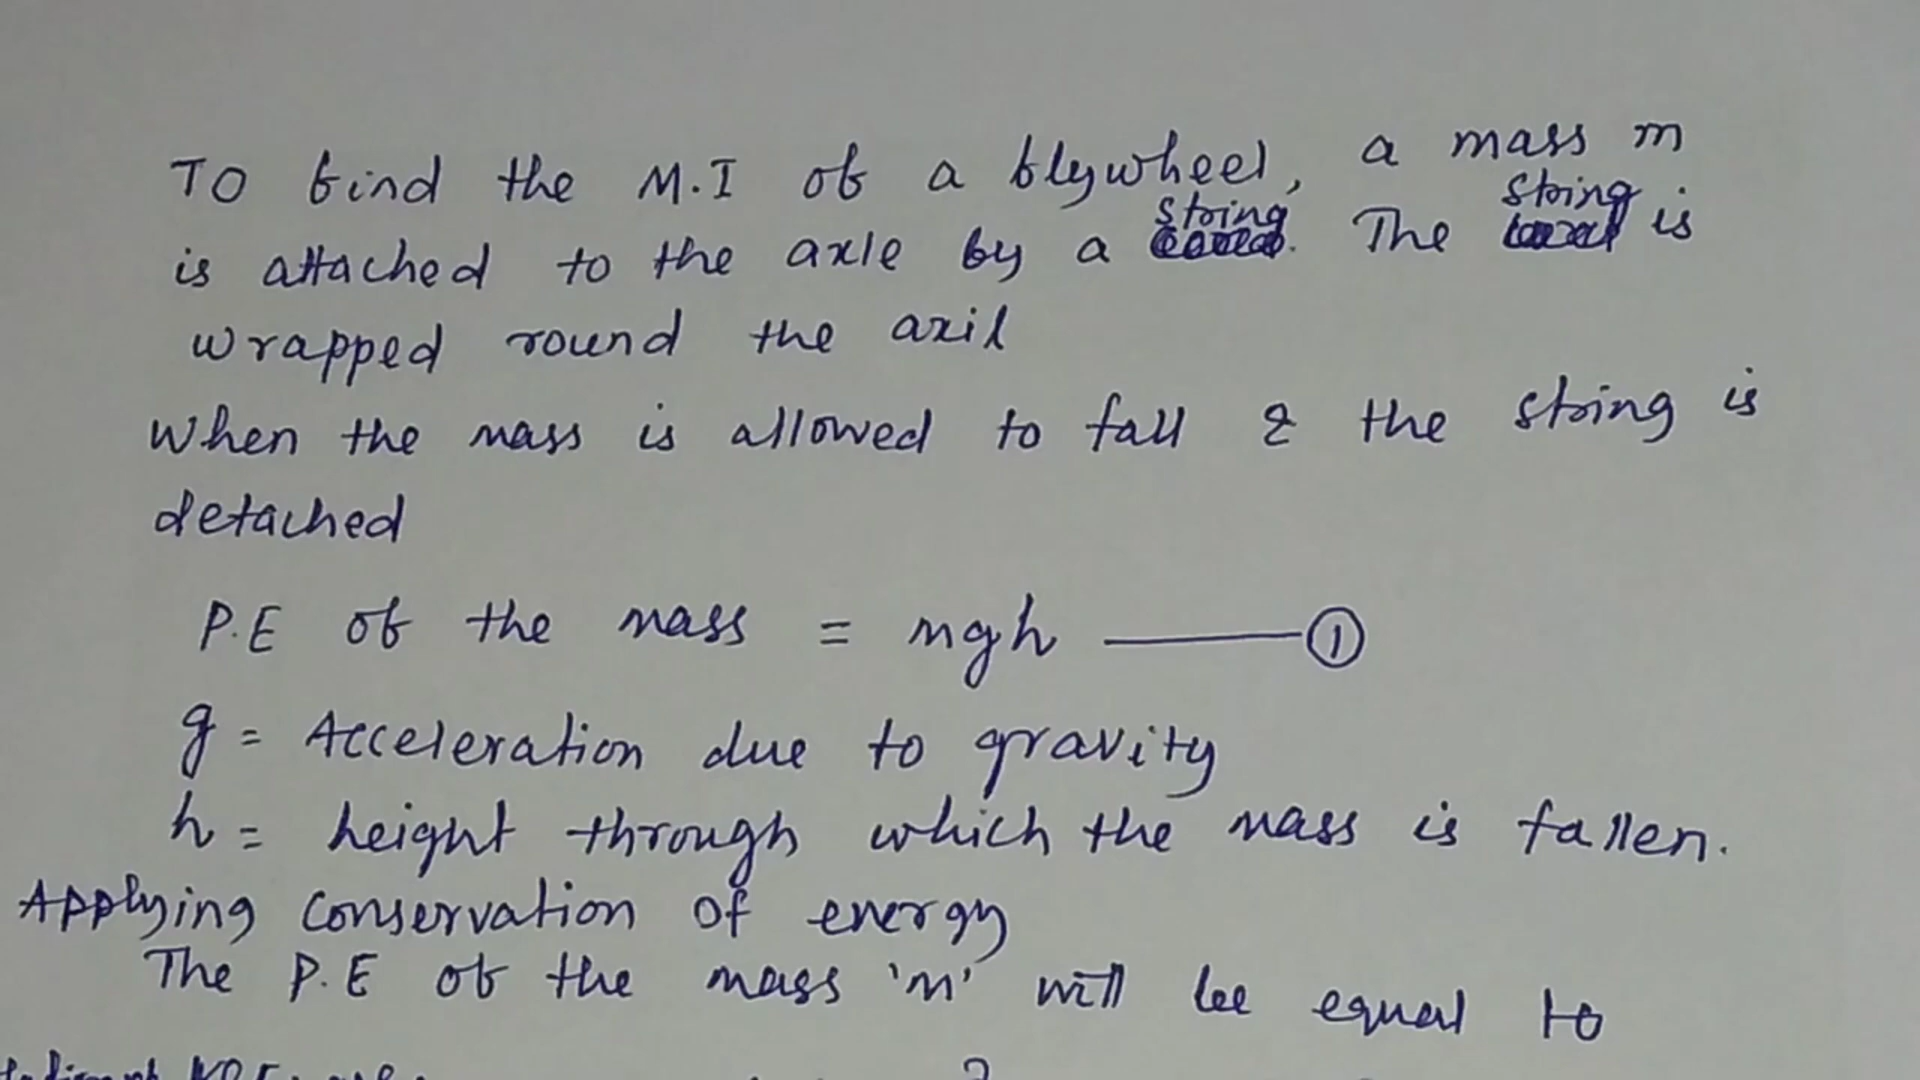 To find the M.I of a flywheel, a mass m
is attached to the axle by a string. The string is
wrapped round the axil
When the mass is allowed to fall & the string is
detached
P.E of the mass = mgh ——— ①
g = Acceleration due to gravity
h = height through which the mass is fallen.
Applying conservation of energy
The P.E of the mass 'm' will be equal to